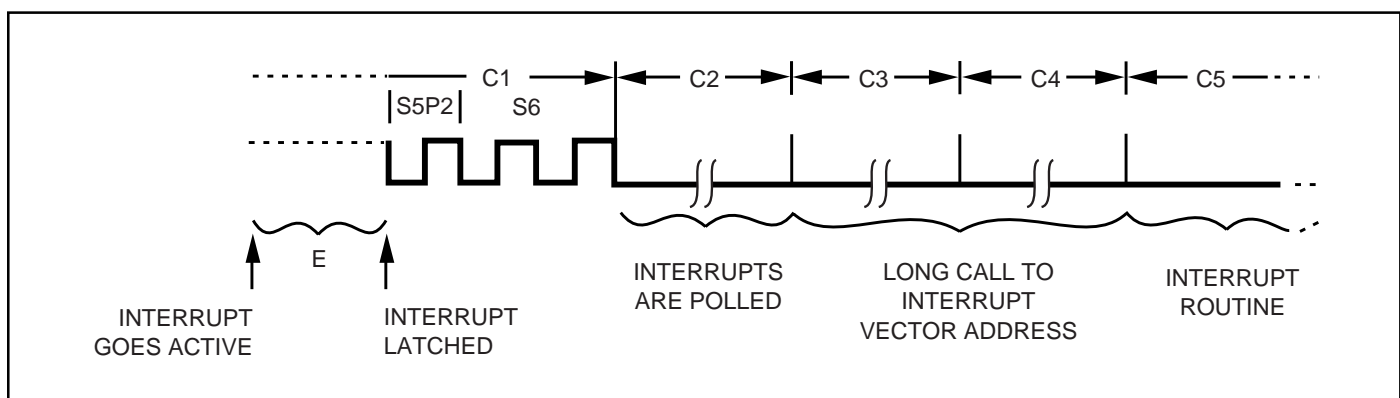 C1 C2 C3 C4 C5
S5P2 S6
E
INTERRUPT
GOES ACTIVE
INTERRUPT
LATCHED
INTERRUPTS
ARE POLLED
LONG CALL TO
INTERRUPT
VECTOR ADDRESS
INTERRUPT
ROUTINE